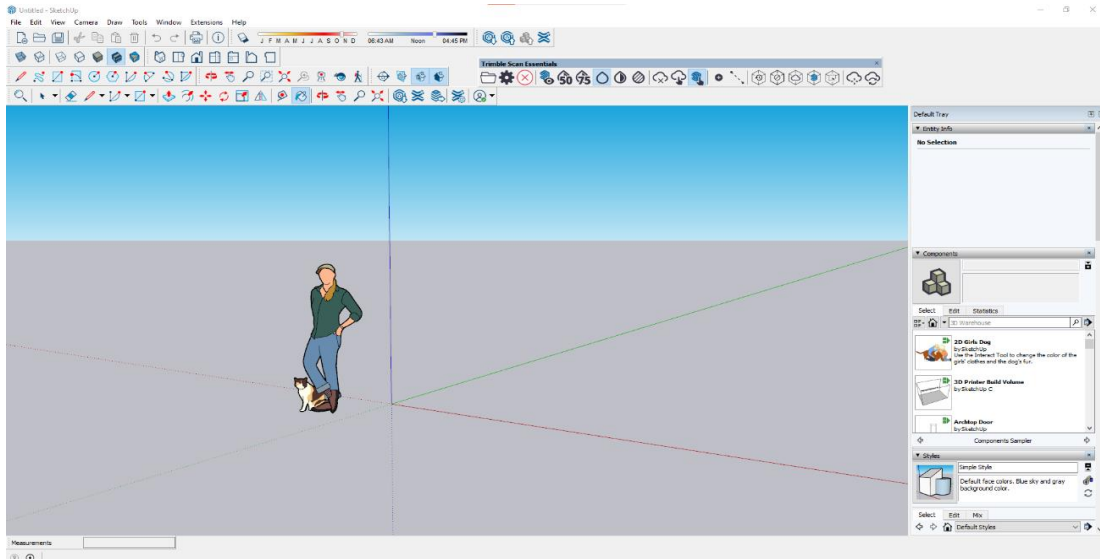 Untitled - SketchUp
File Edit View Camera Draw Tools Window Extensions Help
J F M A M J J A S O N D 06:43 AM Noon 04:45 PM
Trimble Scan Essentials
50 75
Default Tray
Entity Info
No Selection
Components
Select Edit Statistics
3D Warehouse
2D Girls Dog
by SketchUp
Use the Interact Tool to change the color of the
girls' clothes and the dog's fur.
3D Printer Build Volume
by SketchUp C
Archtop Door
by SketchUp
Components Sampler
Styles
Simple Style
Default face colors. Blue sky and gray
background color.
Select Edit Mix
Default Styles
Measurements